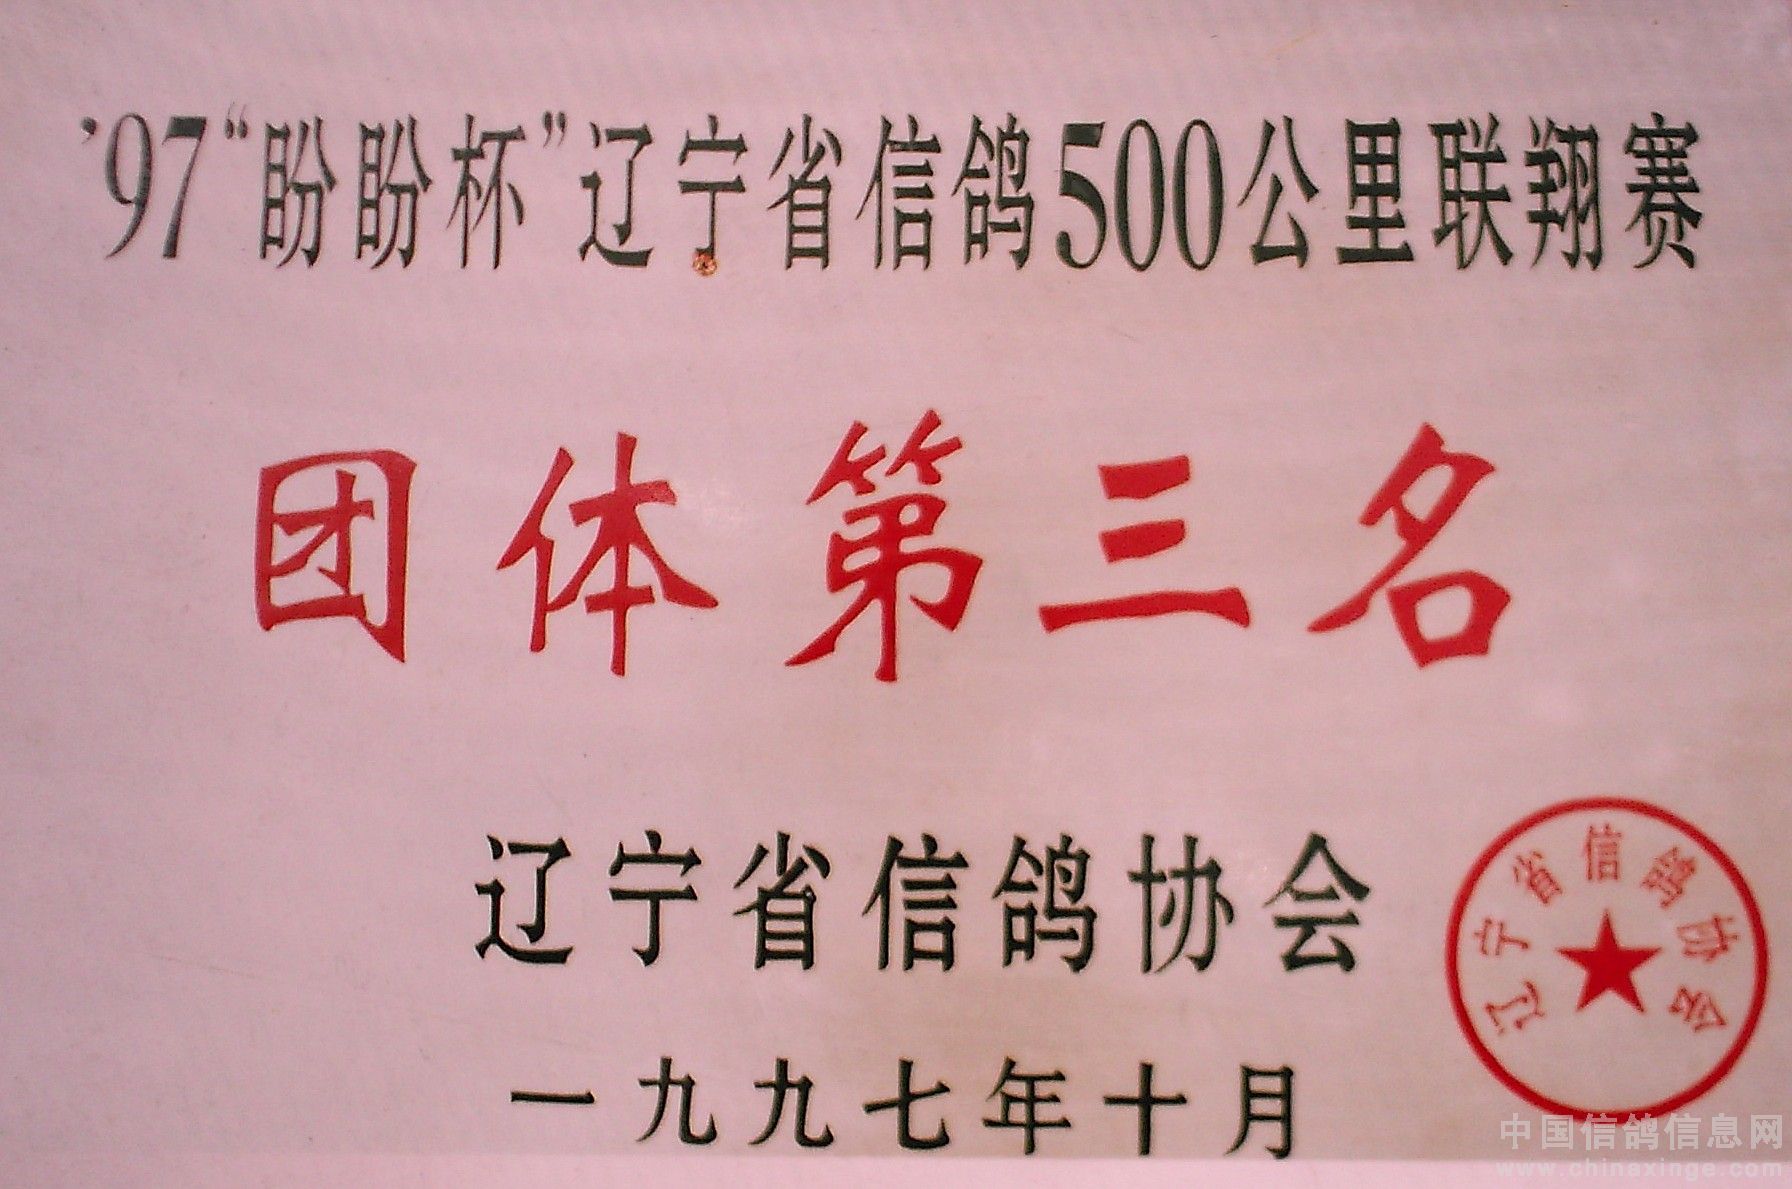 '97“盼盼杯”辽宁省信鸽500公里联翔赛
团体第三名
辽宁省信鸽协会
一九九七年十月
辽宁省信鸽协会
中国信鸽信息网
www.chinaxinge.com